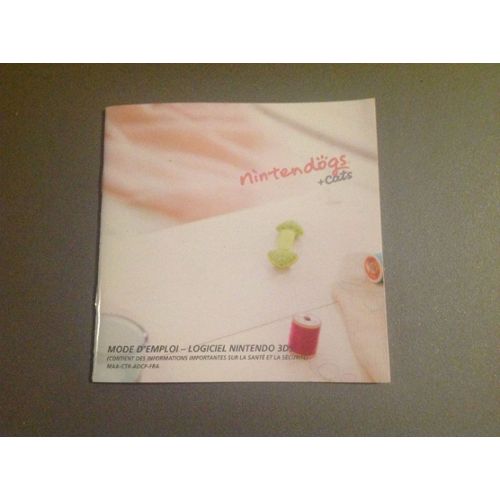 nintendogs
+cats
MODE D'EMPLOI – LOGICIEL NINTENDO 3DS
(CONTIENT DES INFORMATIONS IMPORTANTES SUR LA SANTÉ ET LA SÉCURITÉ)
MAA-CTR-ADCP-FRA